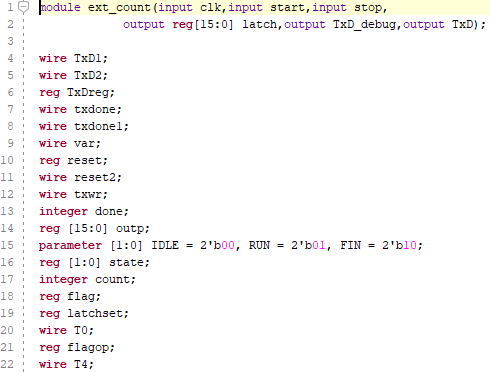 1 module ext_count(input clk,input start,input stop,
2 output reg[15:0] latch,output TxD_debug,output TxD);
3
4 wire TxD1;
5 wire TxD2;
6 reg TxDreg;
7 wire txdone;
8 wire txdone1;
9 wire var;
10 reg reset;
11 wire reset2;
12 wire txwr;
13 integer done;
14 reg [15:0] outp;
15 parameter [1:0] IDLE = 2'b00, RUN = 2'b01, FIN = 2'b10;
16 reg [1:0] state;
17 integer count;
18 reg flag;
19 reg latchset;
20 wire T0;
21 reg flagop;
22 wire T4;